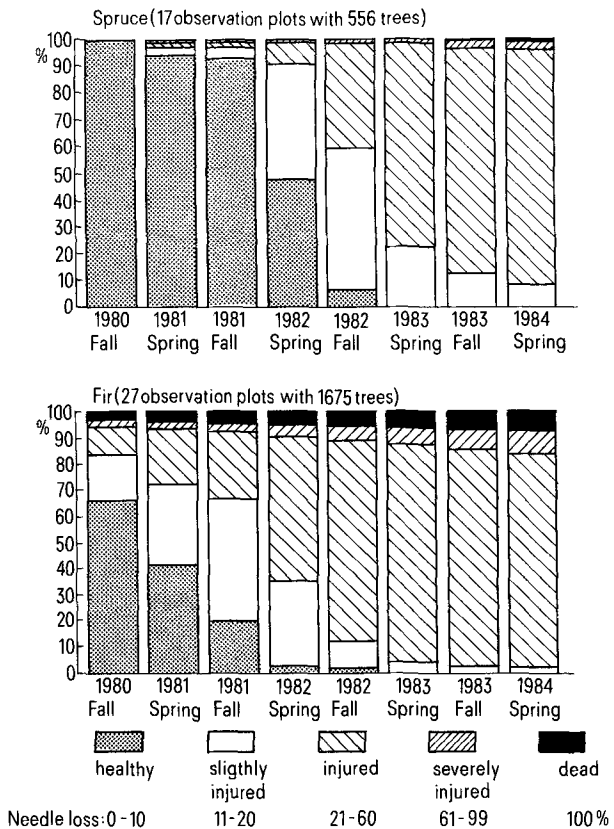 Spruce (17 observation plots with 556 trees)
%
100
90
80
70
60
50
40
30
20
10
0
1980 1981 1981 1982 1982 1983 1983 1984
Fall Spring Fall Spring Fall Spring Fall Spring
Fir (27 observation plots with 1675 trees)
%
100
90
80
70
60
50
40
30
20
10
0
1980 1981 1981 1982 1982 1983 1983 1984
Fall Spring Fall Spring Fall Spring Fall Spring
healthy sligthly injured severely dead
injured injured
Needle loss: 0-10 11-20 21-60 61-99 100 %